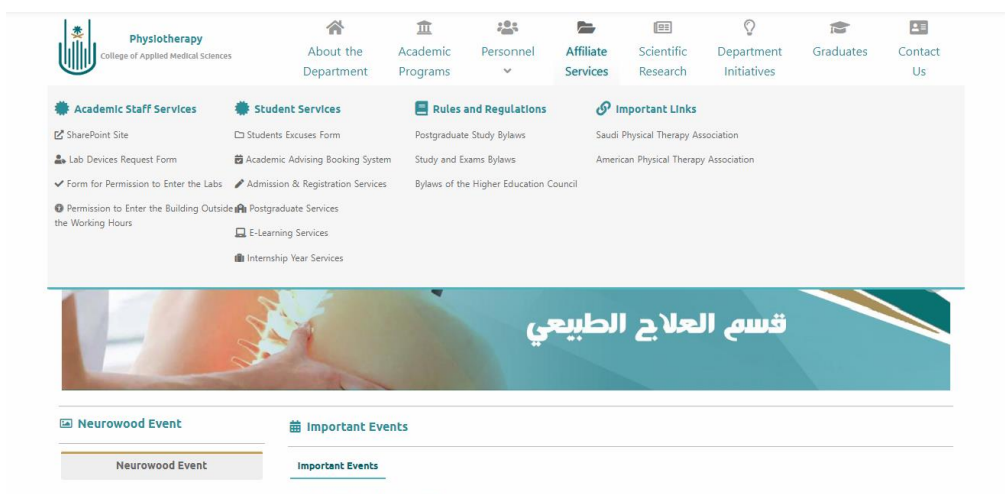 Physiotherapy
College of Applied Medical Sciences
About the
Department
Academic
Programs
Personnel
Affiliate
Services
Scientific
Research
Department
Initiatives
Graduates
Contact
Us
Academic Staff Services
SharePoint Site
Lab Devices Request Form
Form for Permission to Enter the Labs
Permission to Enter the Building Outside
the Working Hours
Student Services
Students Excuses Form
Academic Advising Booking System
Admission & Registration Services
Postgraduate Services
E-Learning Services
Internship Year Services
Rules and Regulations
Postgraduate Study Bylaws
Study and Exams Bylaws
Bylaws of the Higher Education Council
Important Links
Saudi Physical Therapy Association
American Physical Therapy Association
قسم العلاج الطبيعي
Neurowood Event
Neurowood Event
Important Events
Important Events